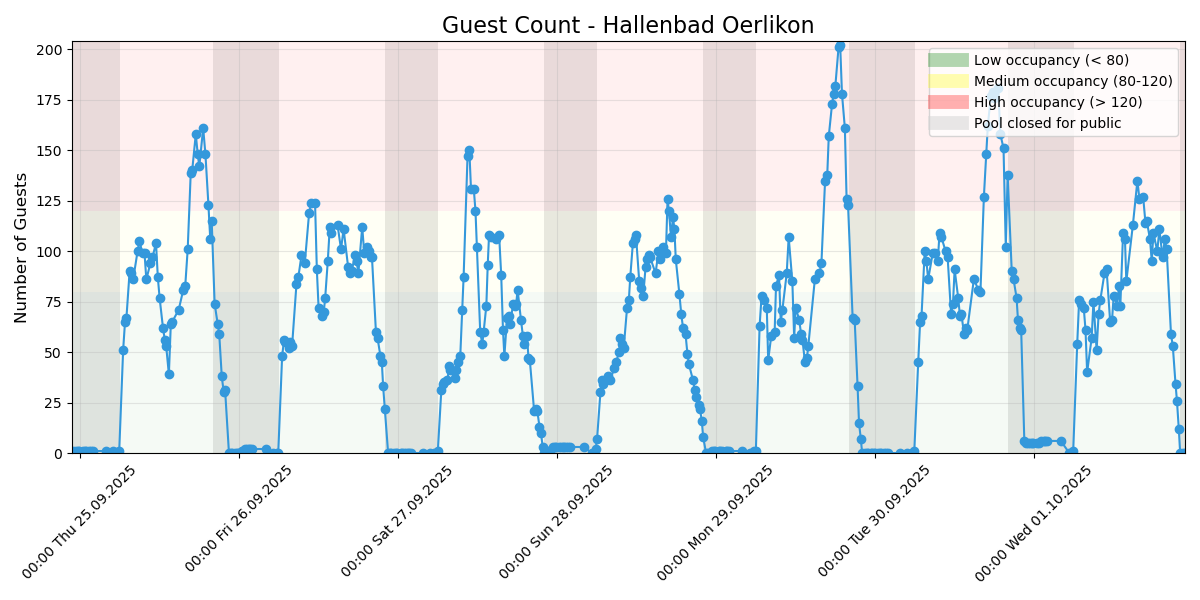 Guest Count - Hallenbad Oerlikon
Number of Guests
200
175
150
125
100
75
50
25
0
Low occupancy (< 80)
Medium occupancy (80-120)
High occupancy (> 120)
Pool closed for public
00:00 Thu 25.09.2025
00:00 Fri 26.09.2025
00:00 Sat 27.09.2025
00:00 Sun 28.09.2025
00:00 Mon 29.09.2025
00:00 Tue 30.09.2025
00:00 Wed 01.10.2025